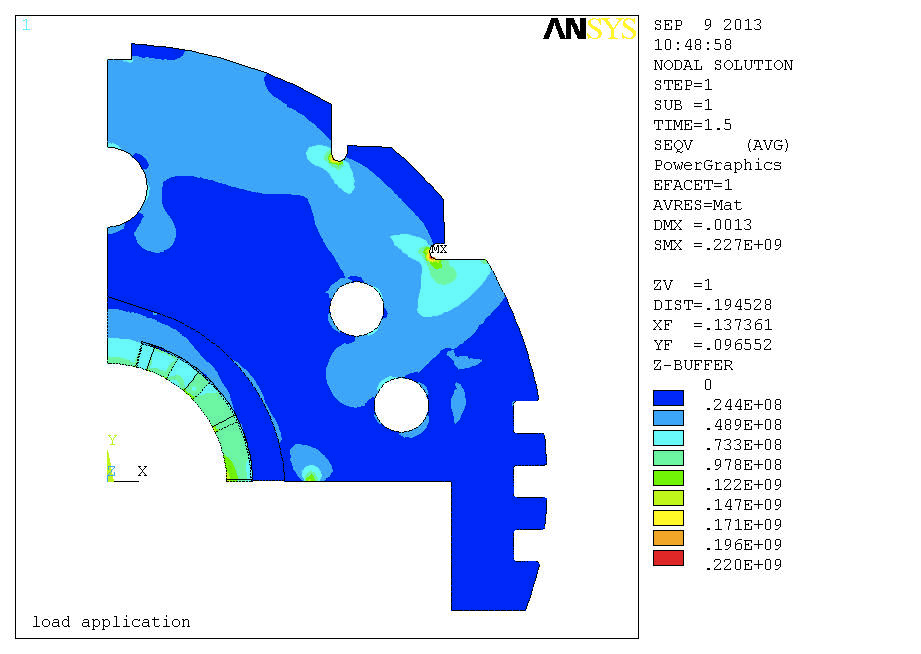 1
ANSYS
SEP 9 2013
10:48:58
NODAL SOLUTION
STEP=1
SUB =1
TIME=1.5
SEQV (AVG)
PowerGraphics
EFACET=1
AVRES=Mat
DMX =.0013
SMX =.227E+09
ZV =1
DIST=.194528
XF =.137361
YF =.096552
Z-BUFFER
0
.244E+08
.489E+08
.733E+08
.978E+08
.122E+09
.147E+09
.171E+09
.196E+09
.220E+09
MX
Y
Z X
load application